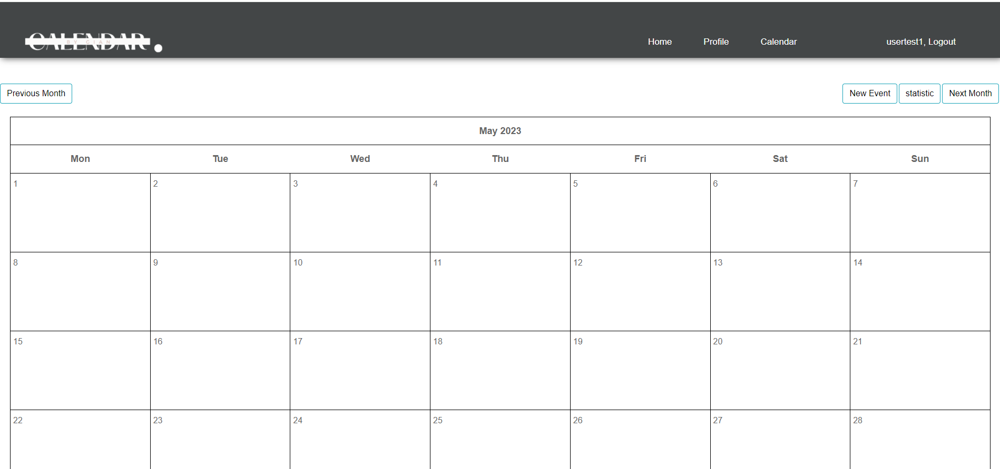 CALENDAR
BY GIAN
Home Profile Calendar usertest1, Logout
Previous Month New Event statistic Next Month
May 2023
Mon Tue Wed Thu Fri Sat Sun
1 2 3 4 5 6 7
8 9 10 11 12 13 14
15 16 17 18 19 20 21
22 23 24 25 26 27 28